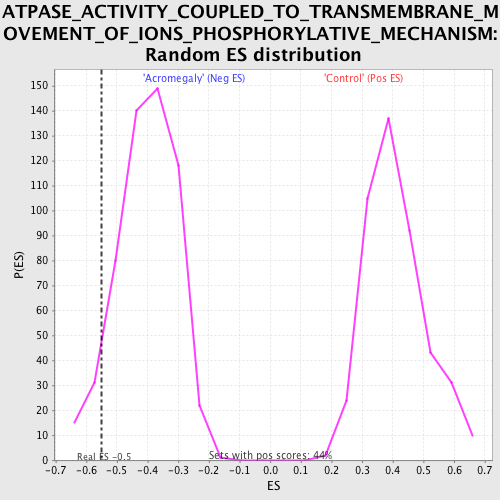 ATPASE_ACTIVITY_COUPLED_TO_TRANSMEMBRANE_M
OVEMENT_OF_IONS_PHOSPHORYLATIVE_MECHANISM:
Random ES distribution
'Acromegaly' (Neg ES) 'Control' (Pos ES)
150
140
130
120
110
100
90
80
70
60
50
40
30
20
10
0
P(ES)
Real ES -0.5 Sets with pos scores: 44%
-0.7 -0.6 -0.5 -0.4 -0.3 -0.2 -0.1 0.0 0.1 0.2 0.3 0.4 0.5 0.6 0.7
ES